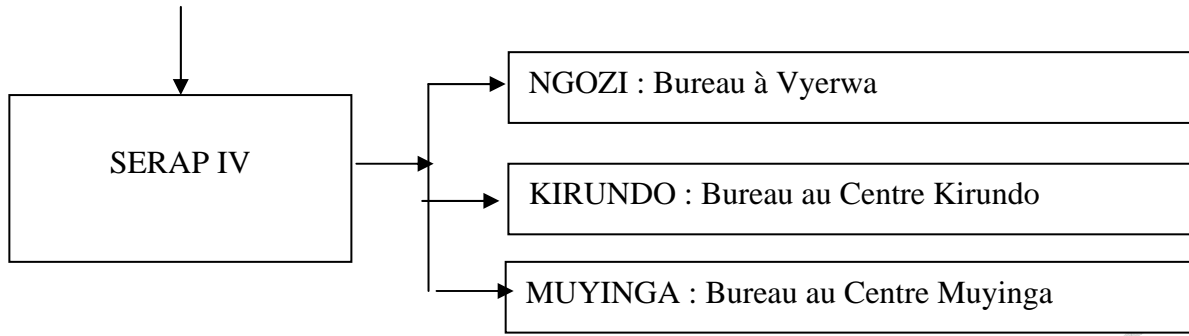 NGOZI : Bureau à Vyerwa
SERAP IV
KIRUNDO : Bureau au Centre Kirundo
MUYINGA : Bureau au Centre Muyinga